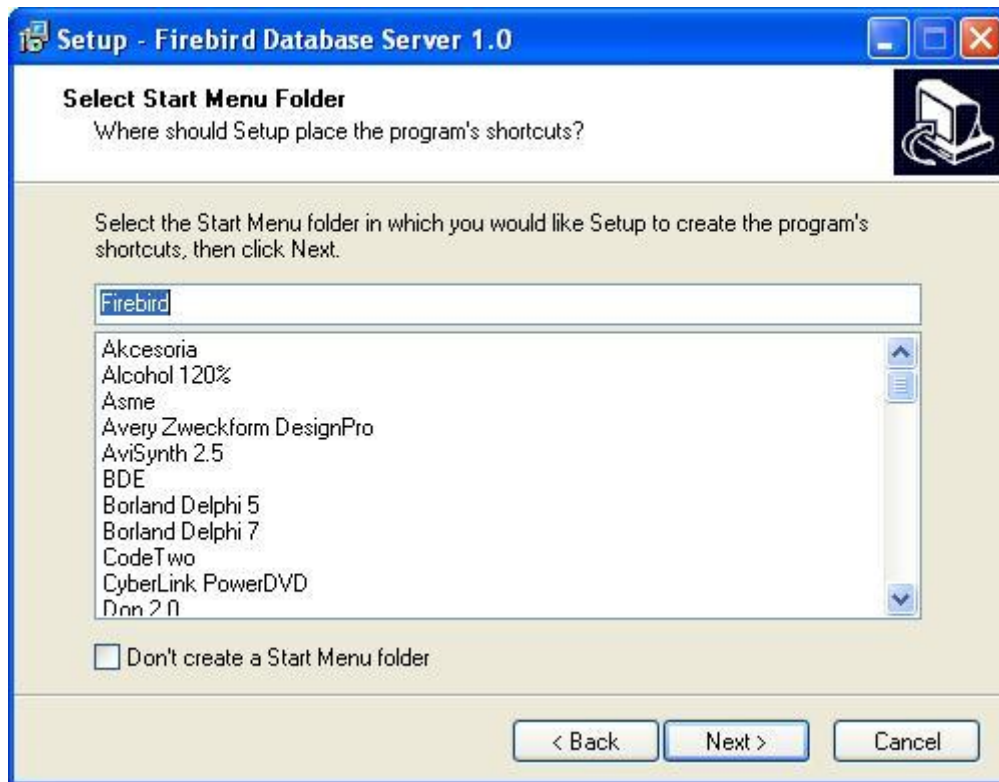 Setup - Firebird Database Server 1.0
Select Start Menu Folder
Where should Setup place the program's shortcuts?
Select the Start Menu folder in which you would like Setup to create the program's
shortcuts, then click Next.
Firebird
Akcesoria
Alcohol 120%
Asme
Avery Zweckform DesignPro
AviSynth 2.5
BDE
Borland Delphi 5
Borland Delphi 7
CodeTwo
CyberLink PowerDVD
Don 2.0
Don't create a Start Menu folder
< Back
Next >
Cancel